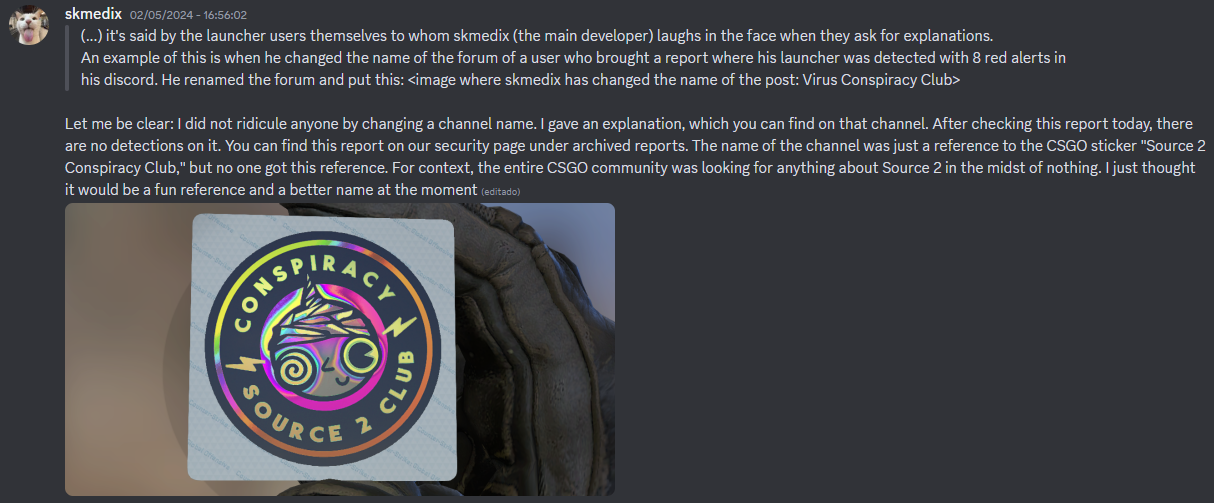 skmedix 02/05/2024 - 16:56:02
(...) it's said by the launcher users themselves to whom skmedix (the main developer) laughs in the face when they ask for explanations.
An example of this is when he changed the name of the forum of a user who brought a report where his launcher was detected with 8 red alerts in
his discord. He renamed the forum and put this: <image where skmedix has changed the name of the post: Virus Conspiracy Club>
Let me be clear: I did not ridicule anyone by changing a channel name. I gave an explanation, which you can find on that channel. After checking this report today, there
are no detections on it. You can find this report on our security page under archived reports. The name of the channel was just a reference to the CSGO sticker "Source 2
Conspiracy Club," but no one got this reference. For context, the entire CSGO community was looking for anything about Source 2 in the midst of nothing. I just thought
it would be a fun reference and a better name at the moment (editado)
CONSPIRACY
SOURCE 2 CLUB